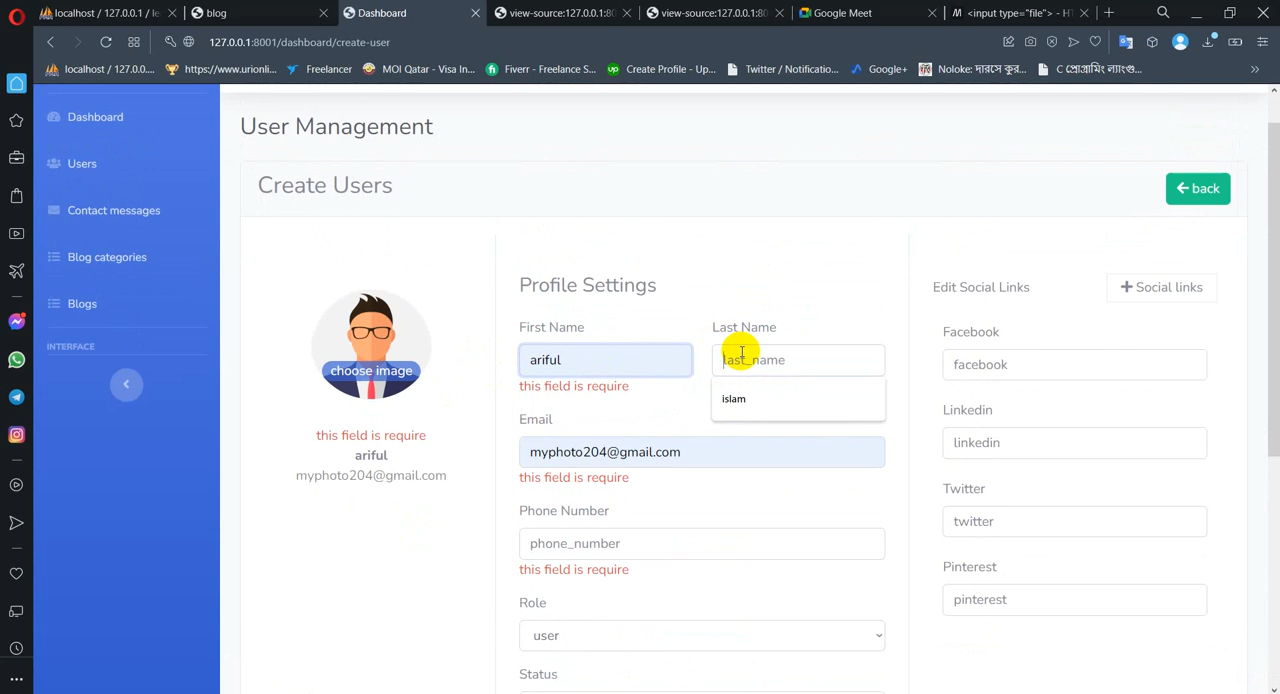 localhost / 127.0.0.1 / le
blog
Dashboard
view-source:127.0.0.1:80
view-source:127.0.0.1:80
Google Meet
<input type="file"> - HT
127.0.0.1:8001/dashboard/create-user
localhost / 127.0.0....
https://www.urionli...
Freelancer
MOI Qatar - Visa In...
Fiverr - Freelance S...
Create Profile - Up...
Twitter / Notificatio...
Google+
Noloke: দারসে কুর...
C প্রোগ্রামিং ল্যাংগু...
Dashboard
Users
Contact messages
Blog categories
Blogs
INTERFACE
User Management
Create Users
back
choose image
this field is require
ariful
myphoto204@gmail.com
Profile Settings
First Name
Last Name
ariful
last_name
this field is require
islam
Email
myphoto204@gmail.com
this field is require
Phone Number
phone_number
this field is require
Role
user
Status
Edit Social Links
Social links
Facebook
facebook
Linkedin
linkedin
Twitter
twitter
Pinterest
pinterest